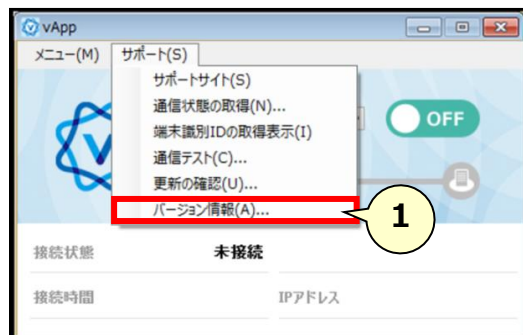 vApp
メニュー(M) サポート(S)
サポートサイト(S)
通信状態の取得(N)...
端末識別IDの取得表示(I)
通信テスト(C)...
更新の確認(U)...
バージョン情報(A)...
OFF
1
接続状態 未接続
接続時間 IPアドレス